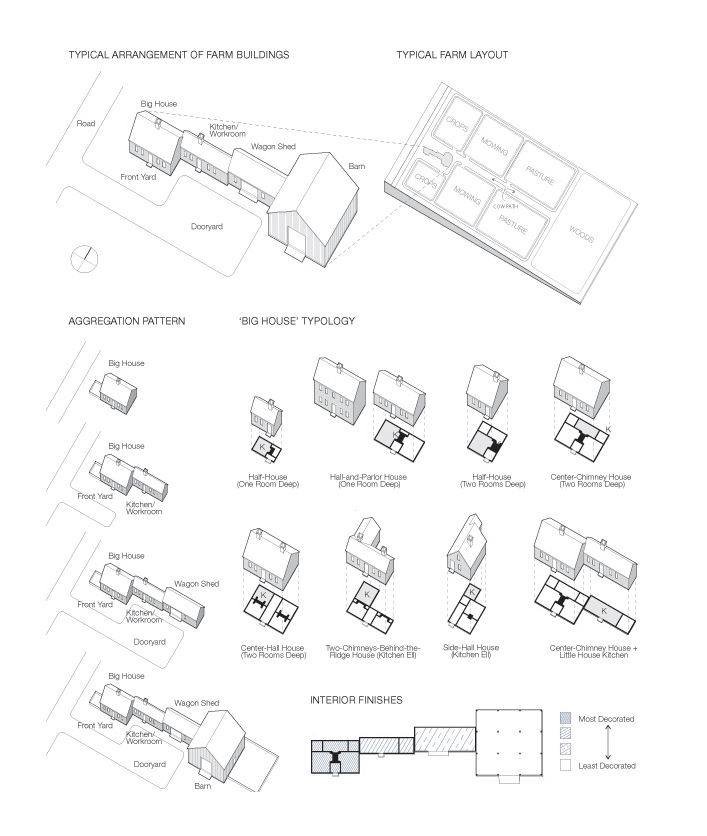 TYPICAL ARRANGEMENT OF FARM BUILDINGS
TYPICAL FARM LAYOUT
Big House
Road
Kitchen/
Workroom
Wagon Shed
Barn
Front Yard
Dooryard
CROPS
MOWING
PASTURE
CROPS
MOWING
COWPATH
PASTURE
WOODS
AGGREGATION PATTERN
'BIG HOUSE' TYPOLOGY
Big House
Big House
Front Yard
Kitchen/
Workroom
Big House
Wagon Shed
Front Yard
Kitchen/
Workroom
Dooryard
Big House
Wagon Shed
Front Yard
Kitchen/
Workroom
Dooryard
Barn
K
Half-House
(One Room Deep)
K
Hall-and-Parlor House
(One Room Deep)
K
Half-House
(Two Rooms Deep)
K
Center-Chimney House
(Two Rooms Deep)
K
Center-Hall House
(Two Rooms Deep)
K
Two-Chimneys-Behind-the-
Ridge House (Kitchen Ell)
K
Side-Hall House
(Kitchen Ell)
K
Center-Chimney House +
Little House Kitchen
INTERIOR FINISHES
Most Decorated
Least Decorated